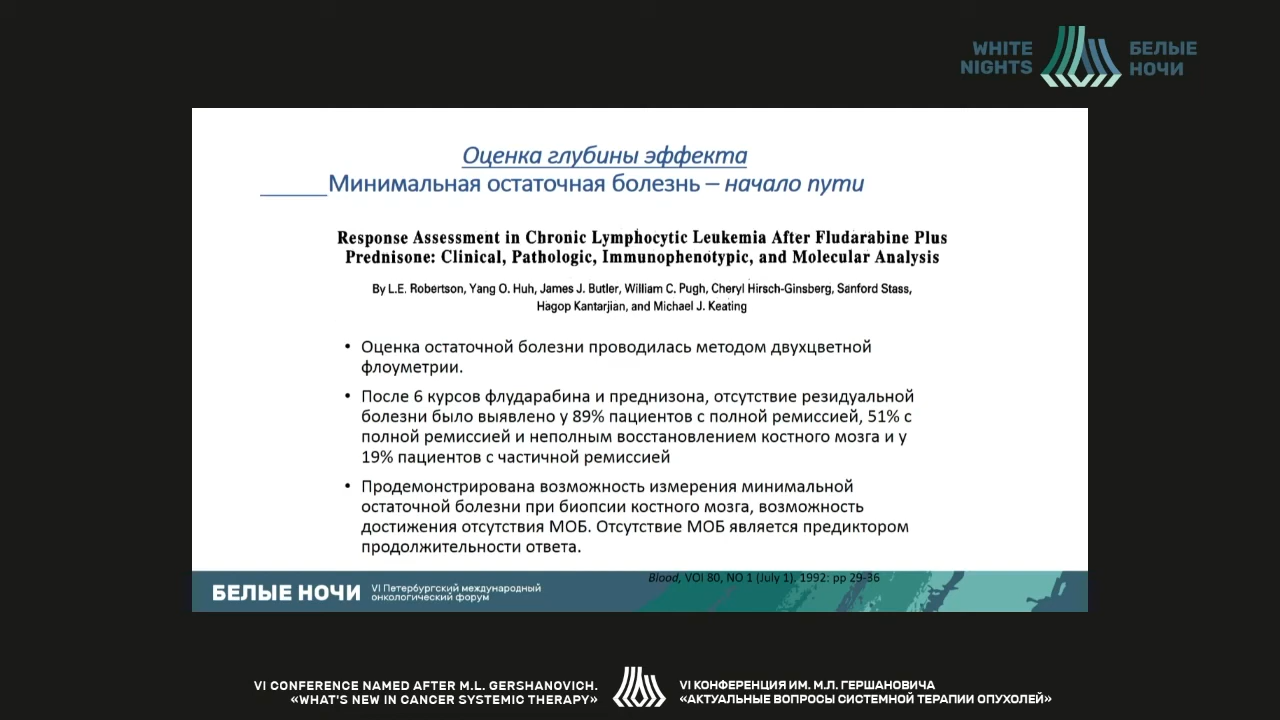 WHITE
NIGHTS
БЕЛЫЕ
НОЧИ
Оценка глубины эффекта
Минимальная остаточная болезнь – начало пути
Response Assessment in Chronic Lymphocytic Leukemia After Fludarabine Plus
Prednisone: Clinical, Pathologic, Immunophenotypic, and Molecular Analysis
By L.E. Robertson, Yang O. Huh, James J. Butler, William C. Pugh, Cheryl Hirsch-Ginsberg, Sanford Stass,
Hagop Kantarjian, and Michael J. Keating
• Оценка остаточной болезни проводилась методом двухцветной
флоуметрии.
• После 6 курсов флударабина и преднизона, отсутствие резидуальной
болезни было выявлено у 89% пациентов с полной ремиссией, 51% с
полной ремиссией и неполным восстановлением костного мозга и у
19% пациентов с частичной ремиссией
• Продемонстрирована возможность измерения минимальной
остаточной болезни при биопсии костного мозга, возможность
достижения отсутствия МОБ. Отсутствие МОБ является предиктором
продолжительности ответа.
Blood, VOl 80, NO 1 (July 1), 1992: pp 29-36
БЕЛЫЕ НОЧИ
VI Петербургский международный
онкологический форум
VI CONFERENCE NAMED AFTER M.L. GERSHANOVICH.
«WHAT'S NEW IN CANCER SYSTEMIC THERAPY»
VI КОНФЕРЕНЦИЯ ИМ. М.Л. ГЕРШАНОВИЧА
«АКТУАЛЬНЫЕ ВОПРОСЫ СИСТЕМНОЙ ТЕРАПИИ ОПУХОЛЕЙ»